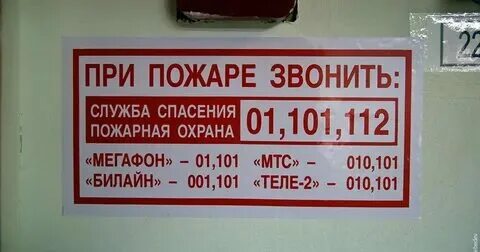 ПРИ ПОЖАРЕ ЗВОНИТЬ:
СЛУЖБА СПАСЕНИЯ
ПОЖАРНАЯ ОХРАНА
01,101,112
«МЕГАФОН» – 01,101 «МТС» – 010,101
«БИЛАЙН» – 001,101 «ТЕЛЕ-2» – 010,101
22